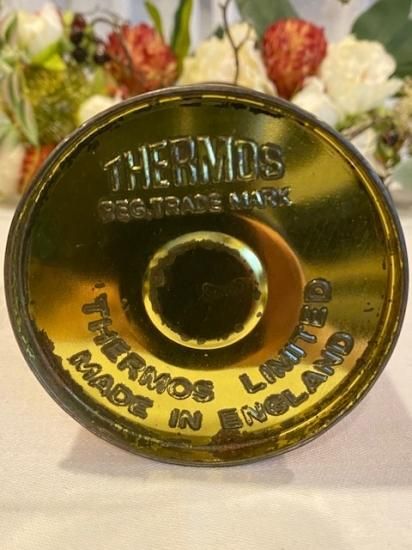 THERMOS
REG. TRADE MARK
THERMOS LIMITED
MADE IN ENGLAND